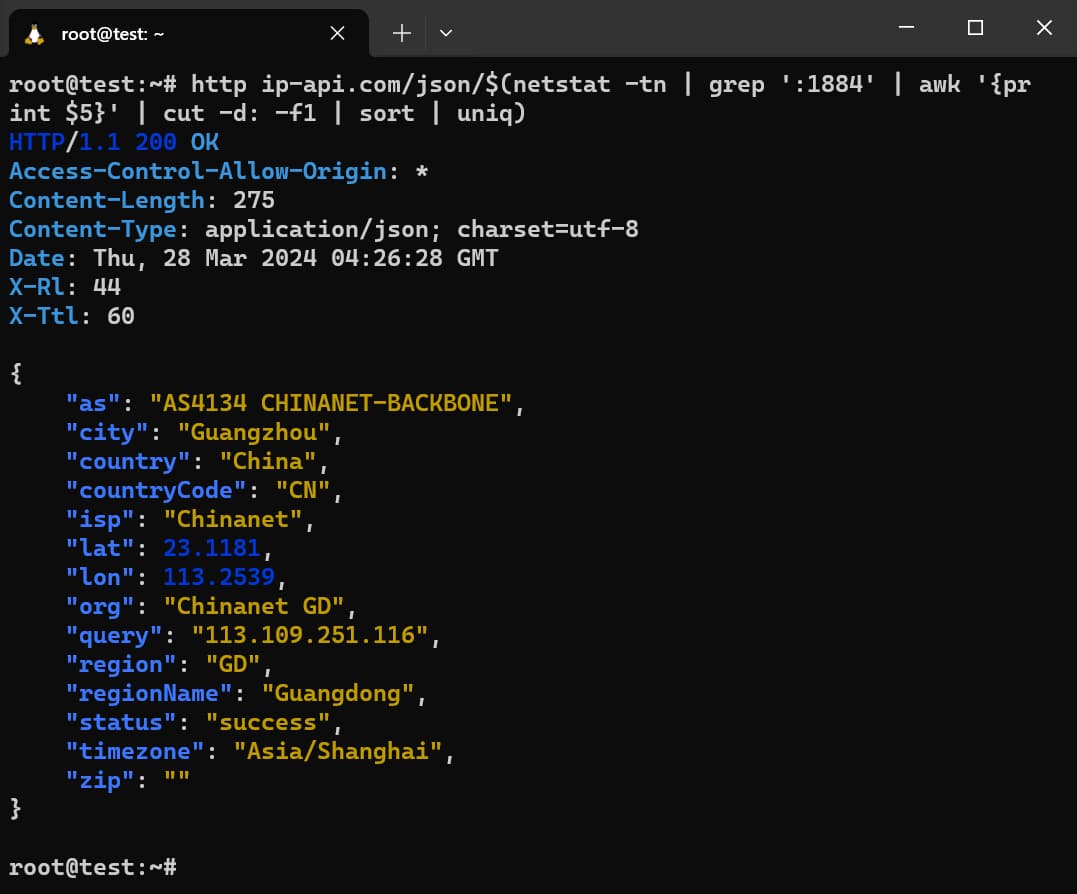 root@test: ~
root@test:~# http ip-api.com/json/$(netstat -tn | grep ':1884' | awk '{pr
int $5}' | cut -d: -f1 | sort | uniq)
HTTP/1.1 200 OK
Access-Control-Allow-Origin: *
Content-Length: 275
Content-Type: application/json; charset=utf-8
Date: Thu, 28 Mar 2024 04:26:28 GMT
X-Rl: 44
X-Ttl: 60

{
    "as": "AS4134 CHINANET-BACKBONE",
    "city": "Guangzhou",
    "country": "China",
    "countryCode": "CN",
    "isp": "Chinanet",
    "lat": 23.1181,
    "lon": 113.2539,
    "org": "Chinanet GD",
    "query": "113.109.251.116",
    "region": "GD",
    "regionName": "Guangdong",
    "status": "success",
    "timezone": "Asia/Shanghai",
    "zip": ""
}

root@test:~#